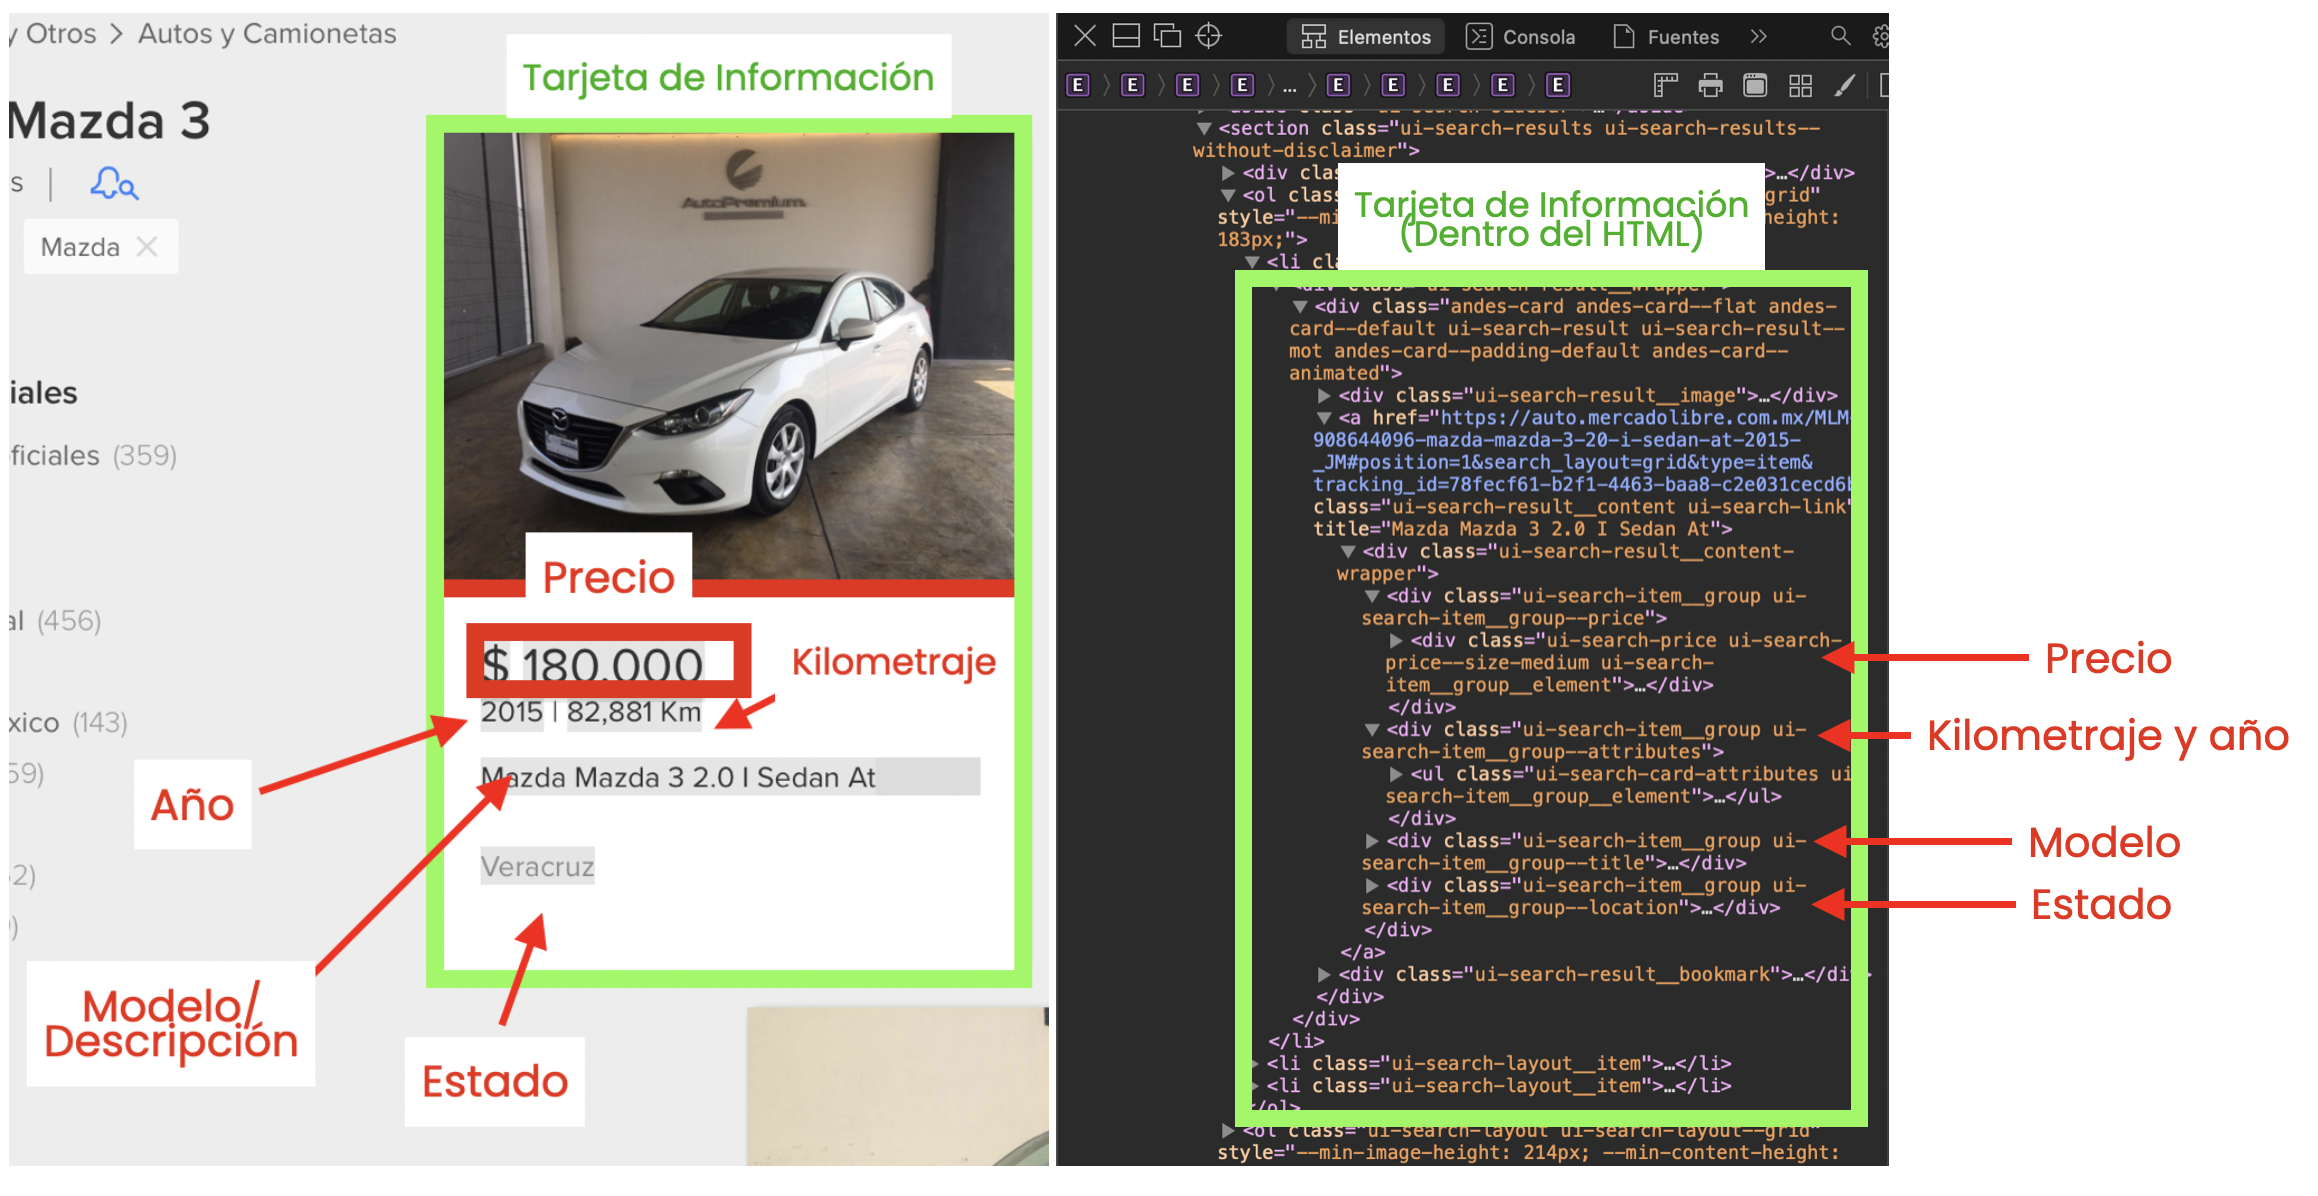 y Otros > Autos y Camionetas
Tarjeta de Información
Mazda 3
s |
Mazda
AutoPremium
iales
ficiales (359)
al (456)
xico (143)
59)
2)
)
Precio
$ 180,000
Kilometraje
2015 | 82,881 Km
Año
Mazda Mazda 3 2.0 I Sedan At
Veracruz
Modelo/
Descripción
Estado
Elementos
Consola
Fuentes
E E E E ... E E E E E
<section class="ui-search-results ui-search-results--
without-disclaimer">
<div clas
>…</div>
<ol class
grid"
style="--mi
height:
183px;">
<li cla
Tarjeta de Información
(Dentro del HTML)
<div class="ui-search-result__wrapper">
<div class="andes-card andes-card--flat andes-
card--default ui-search-result ui-search-result--
mot andes-card--padding-default andes-card--
animated">
<div class="ui-search-result__image">…</div>
<a href="https://auto.mercadolibre.com.mx/MLM-
908644096-mazda-mazda-3-20-i-sedan-at-2015-
_JM#position=1&search_layout=grid&type=item&
tracking_id=78fecf61-b2f1-4463-baa8-c2e031cecd6b
class="ui-search-result__content ui-search-link"
title="Mazda Mazda 3 2.0 I Sedan At">
<div class="ui-search-result__content-
wrapper">
<div class="ui-search-item__group ui-
search-item__group--price">
<div class="ui-search-price ui-search-
price--size-medium ui-search-
item__group__element">…</div>
</div>
<div class="ui-search-item__group ui-
search-item__group--attributes">
<ul class="ui-search-card-attributes ui
search-item__group__element">…</ul>
</div>
<div class="ui-search-item__group ui-
search-item__group--title">…</div>
<div class="ui-search-item__group ui-
search-item__group--location">…</div>
</div>
</a>
<div class="ui-search-result__bookmark">…</div>
</div>
</div>
</li>
<li class="ui-search-layout__item">…</li>
<li class="ui-search-layout__item">…</li>
</ol>
<ol class="ui-search-layout ui-search-layout--grid"
style="--min-image-height: 214px; --min-content-height:
Precio
Kilometraje y año
Modelo
Estado